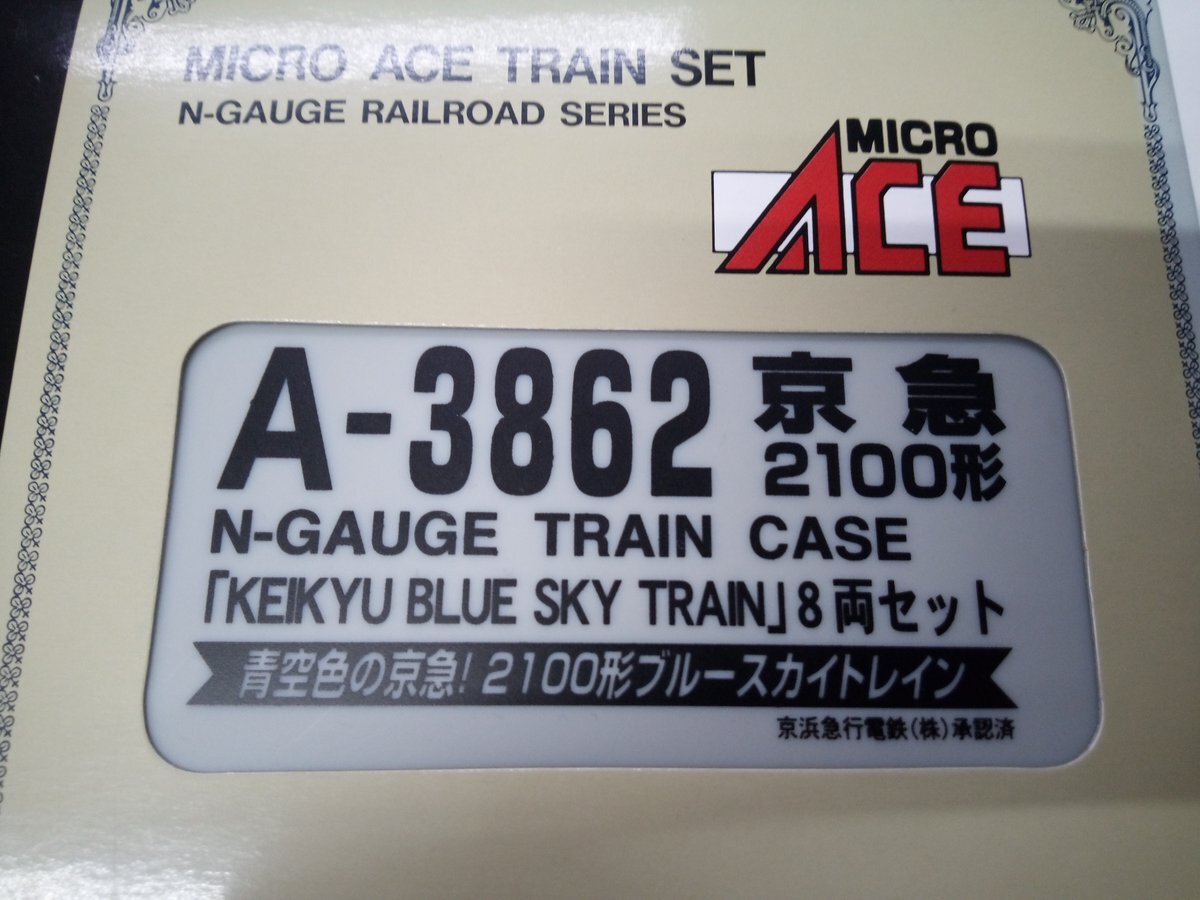 MICRO ACE TRAIN SET
N-GAUGE RAILROAD SERIES
MICRO
ACE
A-3862 京急
2100形
N-GAUGE TRAIN CASE
「KEIKYU BLUE SKY TRAIN」8両セット
青空色の京急!2100形ブルースカイトレイン
京浜急行電鉄(株)承認済